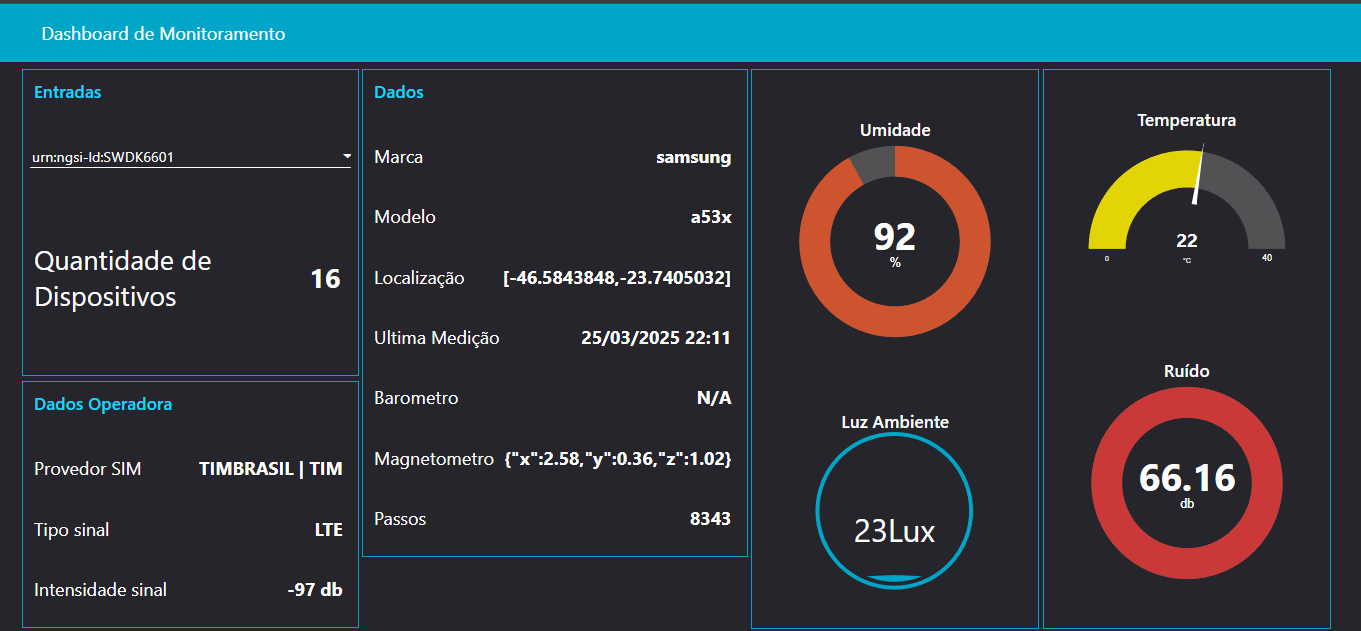 Dashboard de Monitoramento
Entradas
urn:ngsi-ld:SWDK6601
Quantidade de
Dispositivos
16
Dados Operadora
Provedor SIM TIMBRASIL | TIM
Tipo sinal LTE
Intensidade sinal -97 db
Dados
Marca samsung
Modelo a53x
Localização [-46.5843848,-23.7405032]
Ultima Medição 25/03/2025 22:11
Barometro N/A
Magnetometro {"x":2.58,"y":0.36,"z":1.02}
Passos 8343
Umidade
92
%
Luz Ambiente
23Lux
Temperatura
22
0 °C 40
Ruído
66.16
db